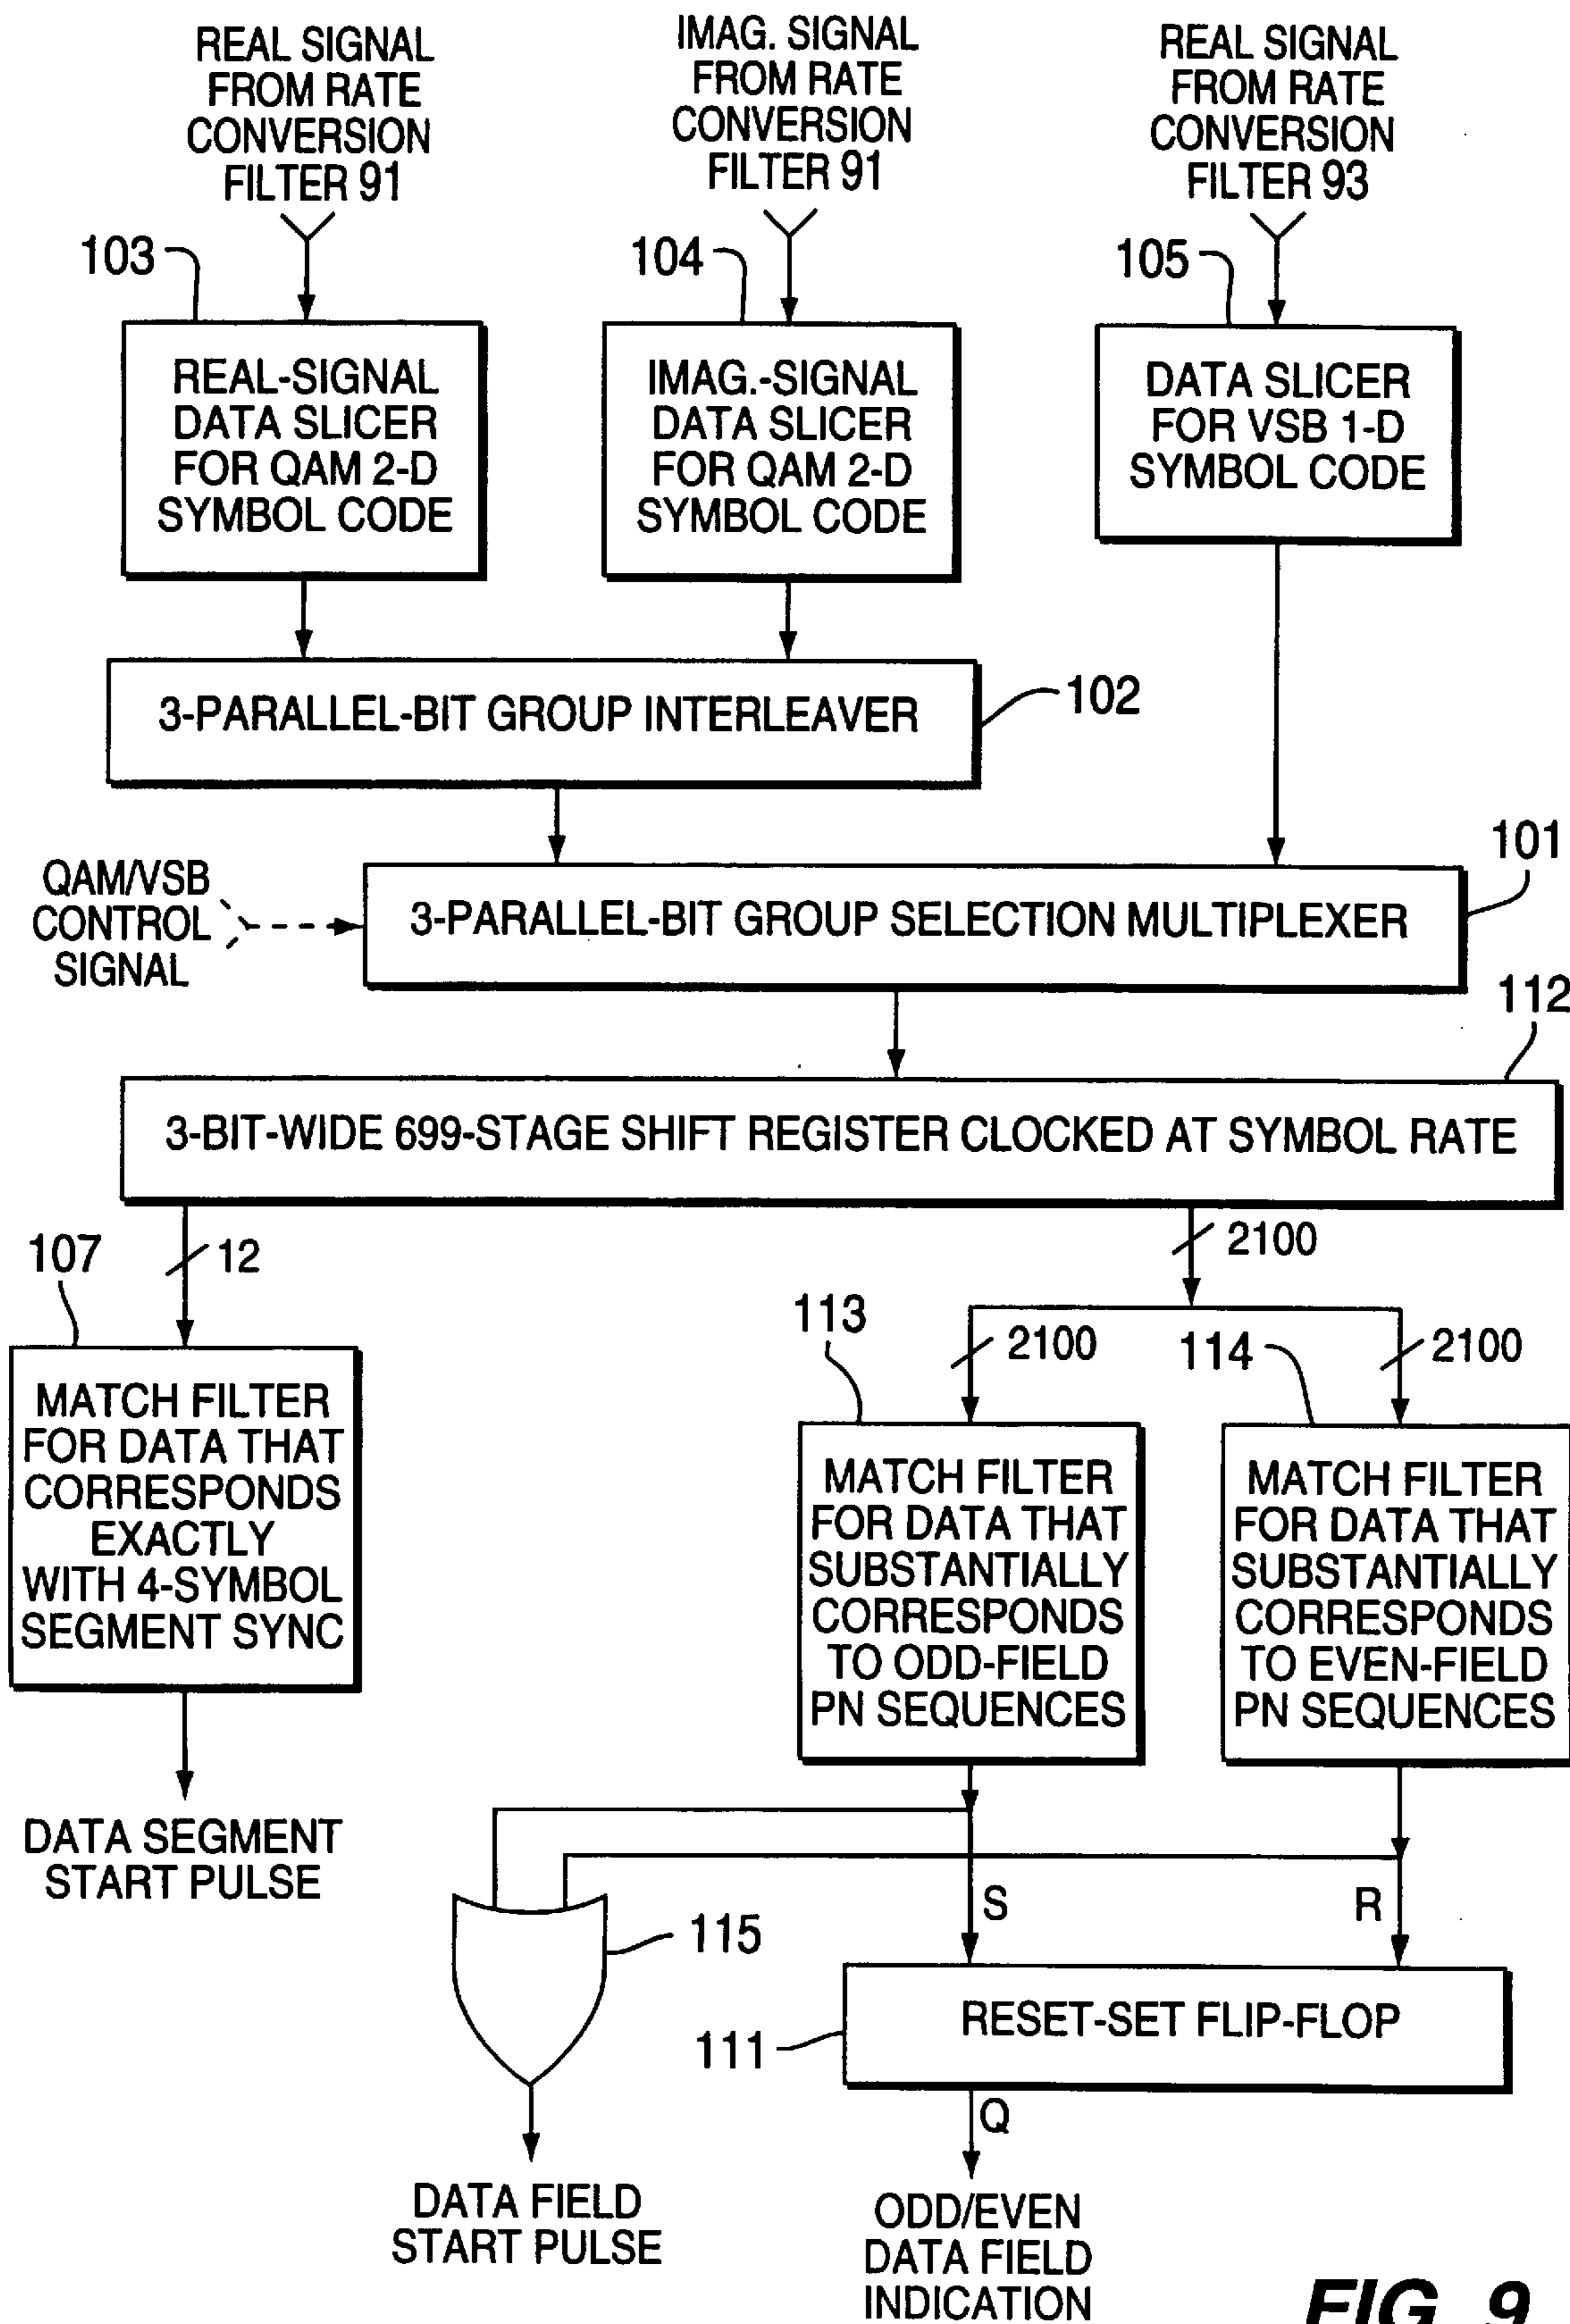 REAL SIGNAL
FROM RATE
CONVERSION
FILTER 91
IMAG. SIGNAL
FROM RATE
CONVERSION
FILTER 91
REAL SIGNAL
FROM RATE
CONVERSION
FILTER 93
103
104
105
REAL-SIGNAL
DATA SLICER
FOR QAM 2-D
SYMBOL CODE
IMAG.-SIGNAL
DATA SLICER
FOR QAM 2-D
SYMBOL CODE
DATA SLICER
FOR VSB 1-D
SYMBOL CODE
3-PARALLEL-BIT GROUP INTERLEAVER
102
QAM/VSB
CONTROL
SIGNAL
3-PARALLEL-BIT GROUP SELECTION MULTIPLEXER
101
112
3-BIT-WIDE 699-STAGE SHIFT REGISTER CLOCKED AT SYMBOL RATE
107
12
2100
113
2100
114
2100
MATCH FILTER
FOR DATA THAT
CORRESPONDS
EXACTLY
WITH 4-SYMBOL
SEGMENT SYNC
MATCH FILTER
FOR DATA THAT
SUBSTANTIALLY
CORRESPONDS
TO ODD-FIELD
PN SEQUENCES
MATCH FILTER
FOR DATA THAT
SUBSTANTIALLY
CORRESPONDS
TO EVEN-FIELD
PN SEQUENCES
DATA SEGMENT
START PULSE
115
S
R
RESET-SET FLIP-FLOP
111
Q
DATA FIELD
START PULSE
ODD/EVEN
DATA FIELD
INDICATION
FIG. 9